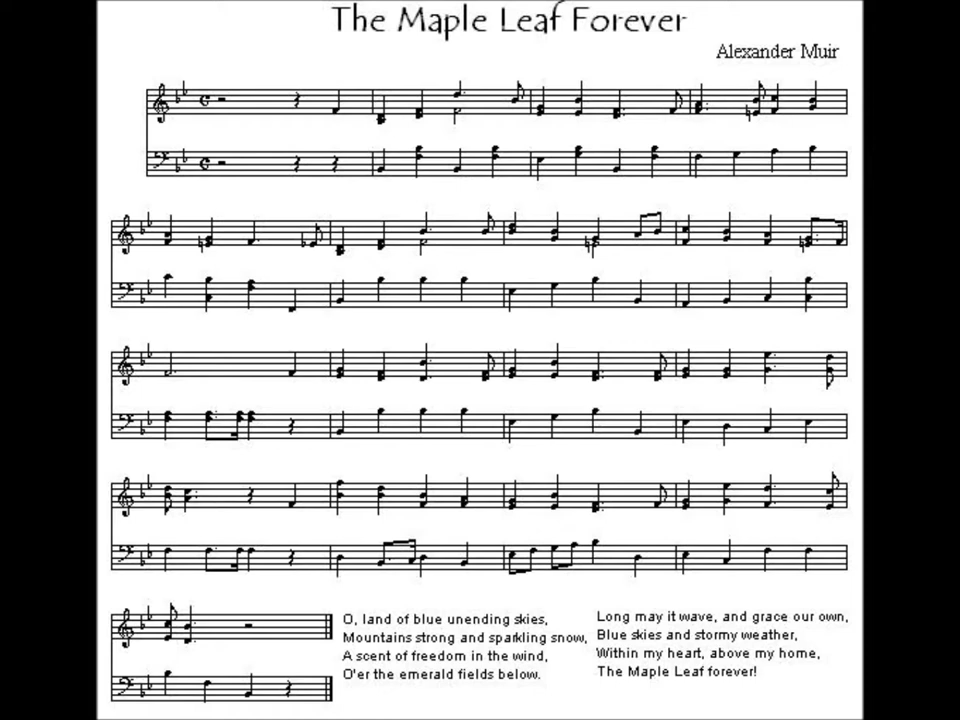 The Maple Leaf Forever
Alexander Muir
O, land of blue unending skies,
Mountains strong and sparkling snow,
A scent of freedom in the wind,
O'er the emerald fields below.
Long may it wave, and grace our own,
Blue skies and stormy weather,
Within my heart, above my home,
The Maple Leaf forever!